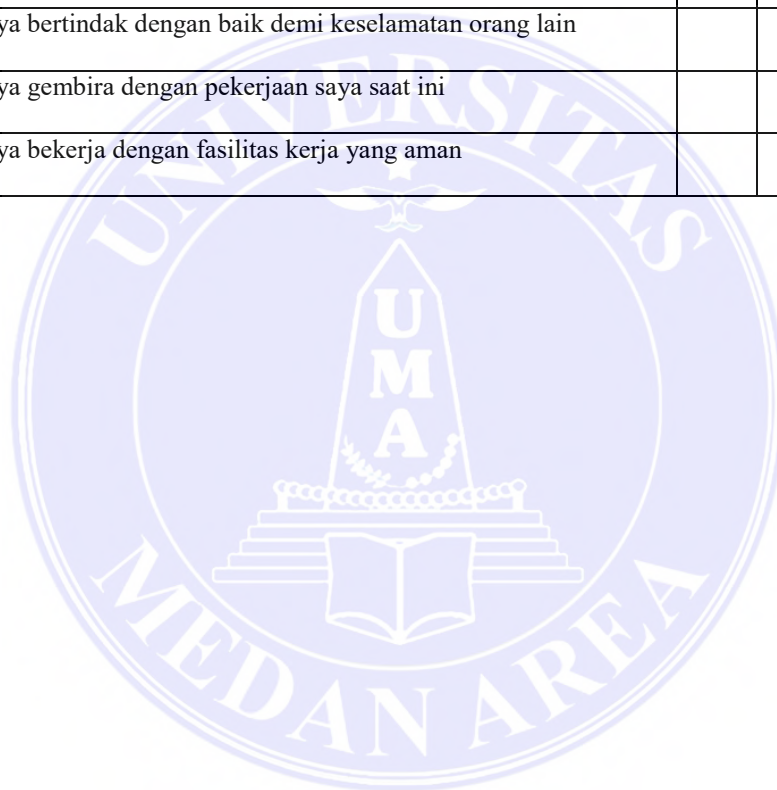 ya bertindak dengan baik demi keselamatan orang lain
ya gembira dengan pekerjaan saya saat ini
ya bekerja dengan fasilitas kerja yang aman
UNIVERSITAS
UMA
MEDAN AREA